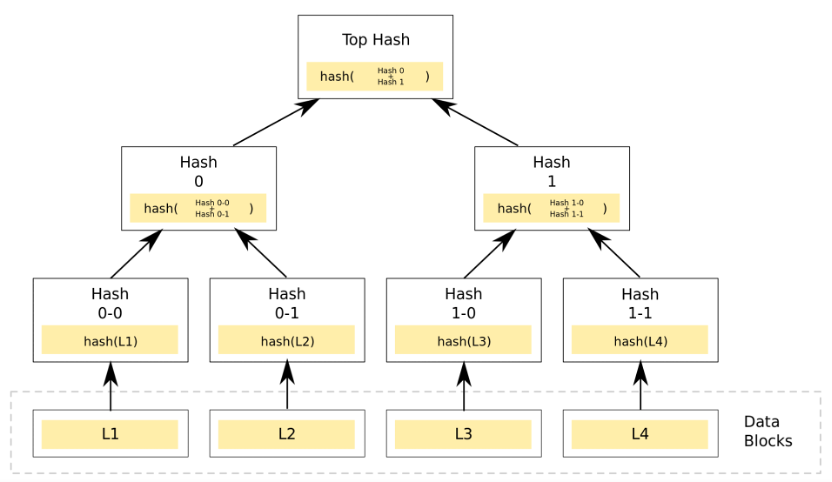 Top Hash
hash( Hash 0 + Hash 1 )
Hash
0
hash( Hash 0-0 + Hash 0-1 )
Hash
1
hash( Hash 1-0 + Hash 1-1 )
Hash
0-0
hash(L1)
Hash
0-1
hash(L2)
Hash
1-0
hash(L3)
Hash
1-1
hash(L4)
L1
L2
L3
L4
Data
Blocks